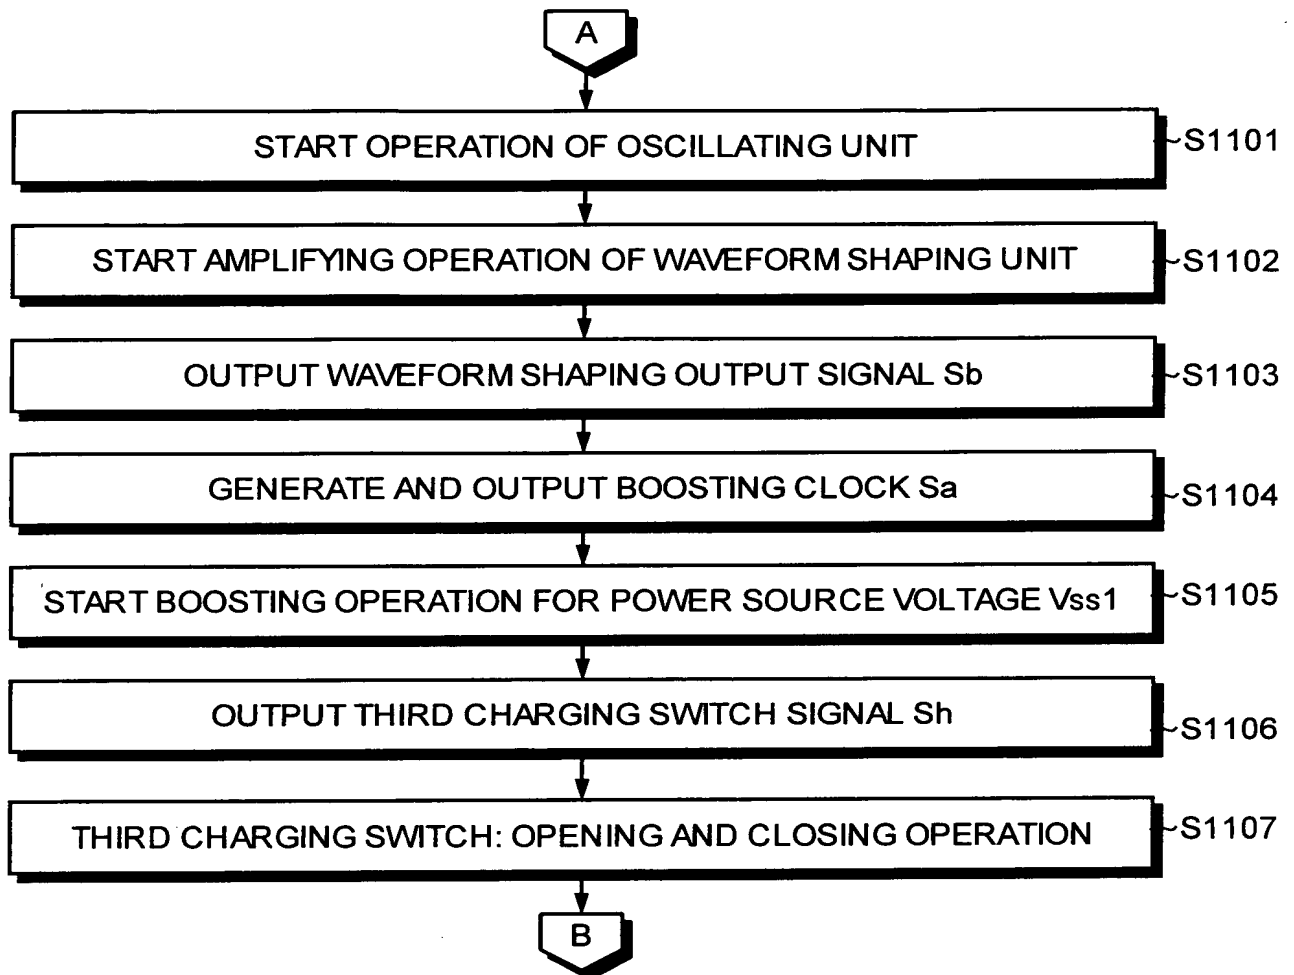 A
START OPERATION OF OSCILLATING UNIT
S1101
START AMPLIFYING OPERATION OF WAVEFORM SHAPING UNIT
S1102
OUTPUT WAVEFORM SHAPING OUTPUT SIGNAL Sb
S1103
GENERATE AND OUTPUT BOOSTING CLOCK Sa
S1104
START BOOSTING OPERATION FOR POWER SOURCE VOLTAGE Vss1
S1105
OUTPUT THIRD CHARGING SWITCH SIGNAL Sh
S1106
THIRD CHARGING SWITCH: OPENING AND CLOSING OPERATION
S1107
B